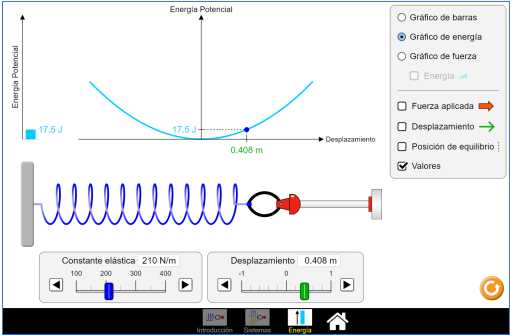 Energía Potencial
Energía Potencial
17.5 J
17.5 J
Desplazamiento
0.408 m
Gráfico de barras
Gráfico de energía
Gráfico de fuerza
Energía
Fuerza aplicada
Desplazamiento
Posición de equilibrio
Valores
Constante elástica 210 N/m
100 200 300 400
Desplazamiento 0.408 m
-1 0 1
Introducción Sistemas Energía